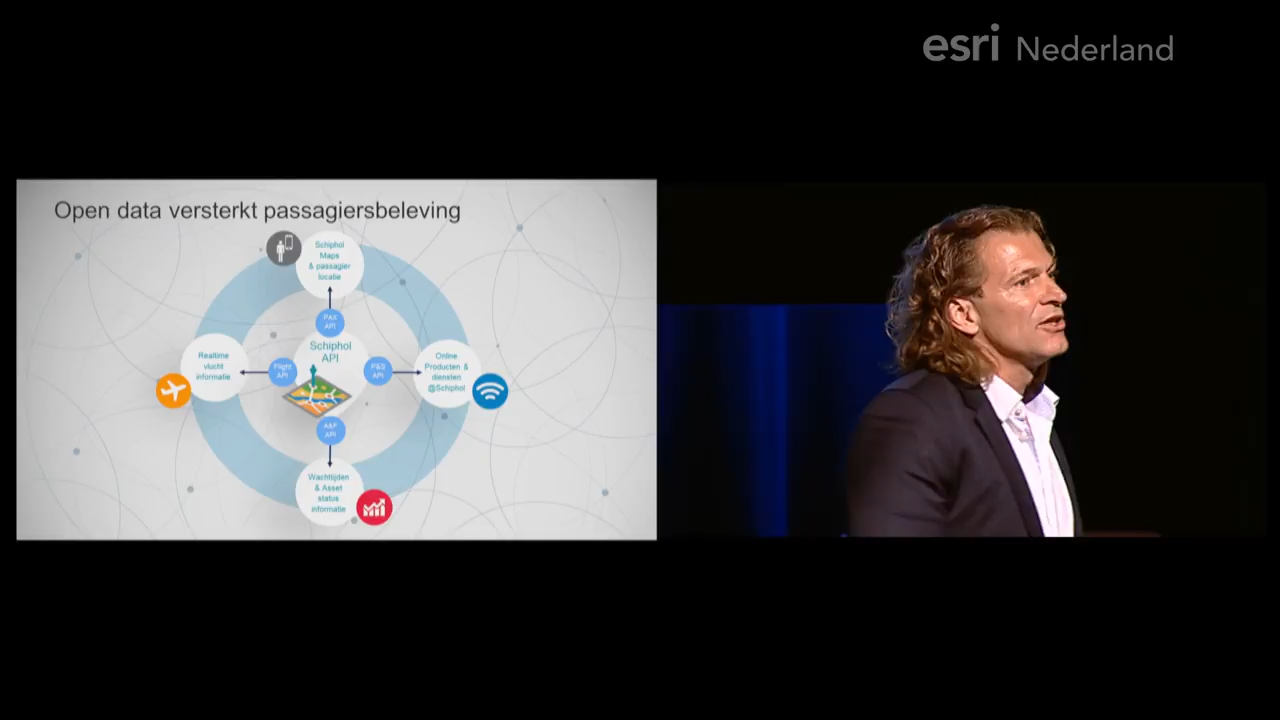 esri Nederland
Open data versterkt passagiersbeleving
Schiphol
Maps
& passagier
locatie
PAX
API
Schiphol
API
Realtime
vlucht
informatie
Flight
API
P&S
API
Online
Producten &
diensten
@Schiphol
A&F
API
Wachttijden
& Asset
status
informatie